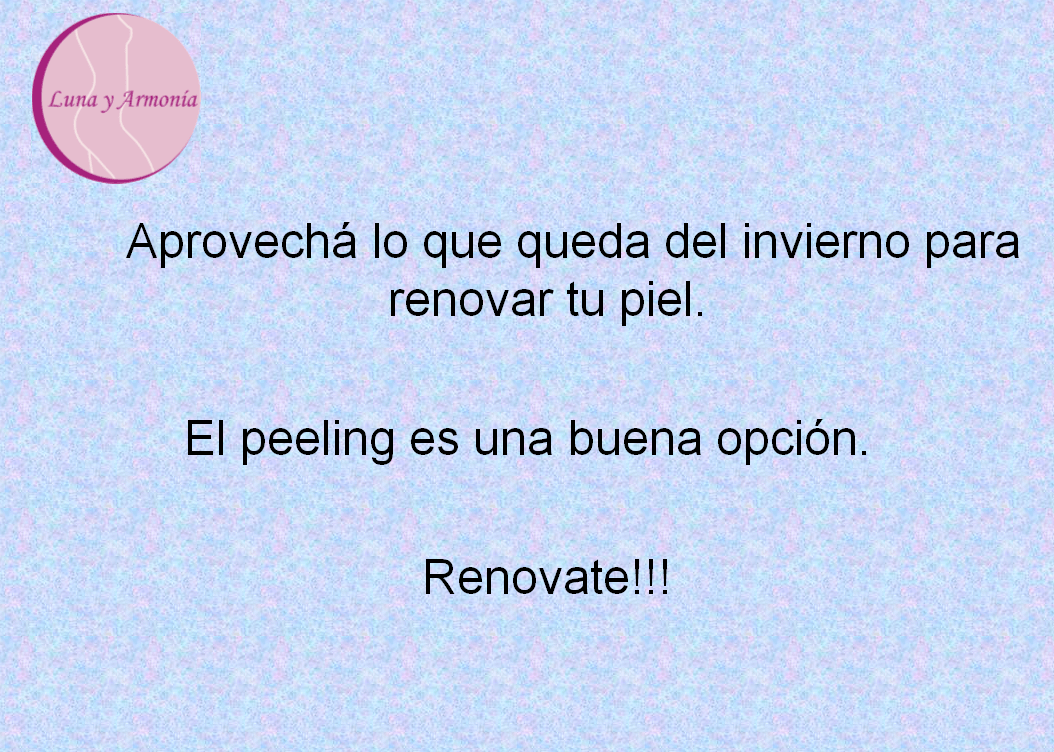 Luna y Armonía
Aprovechá lo que queda del invierno para
renovar tu piel.
El peeling es una buena opción.
Renovate!!!